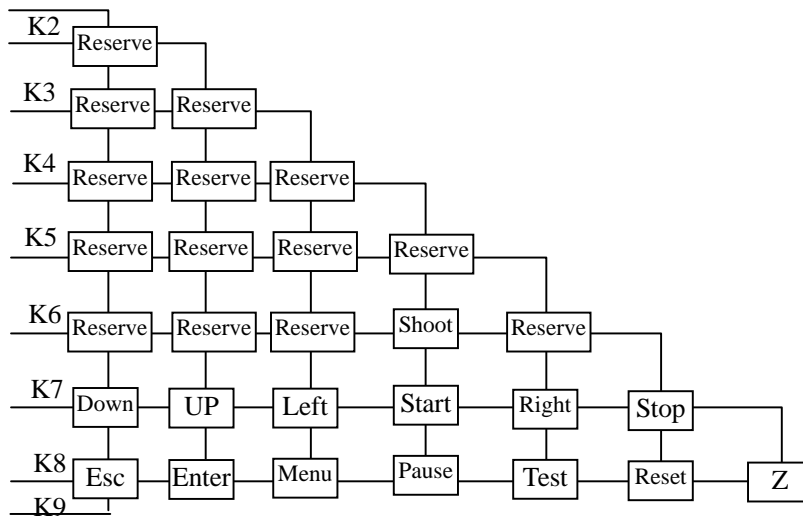 K2
Reserve
K3
Reserve Reserve
K4
Reserve Reserve Reserve
K5
Reserve Reserve Reserve Reserve
K6
Reserve Reserve Reserve Shoot Reserve
K7
Down UP Left Start Right Stop
K8
Esc Enter Menu Pause Test Reset Z
K9